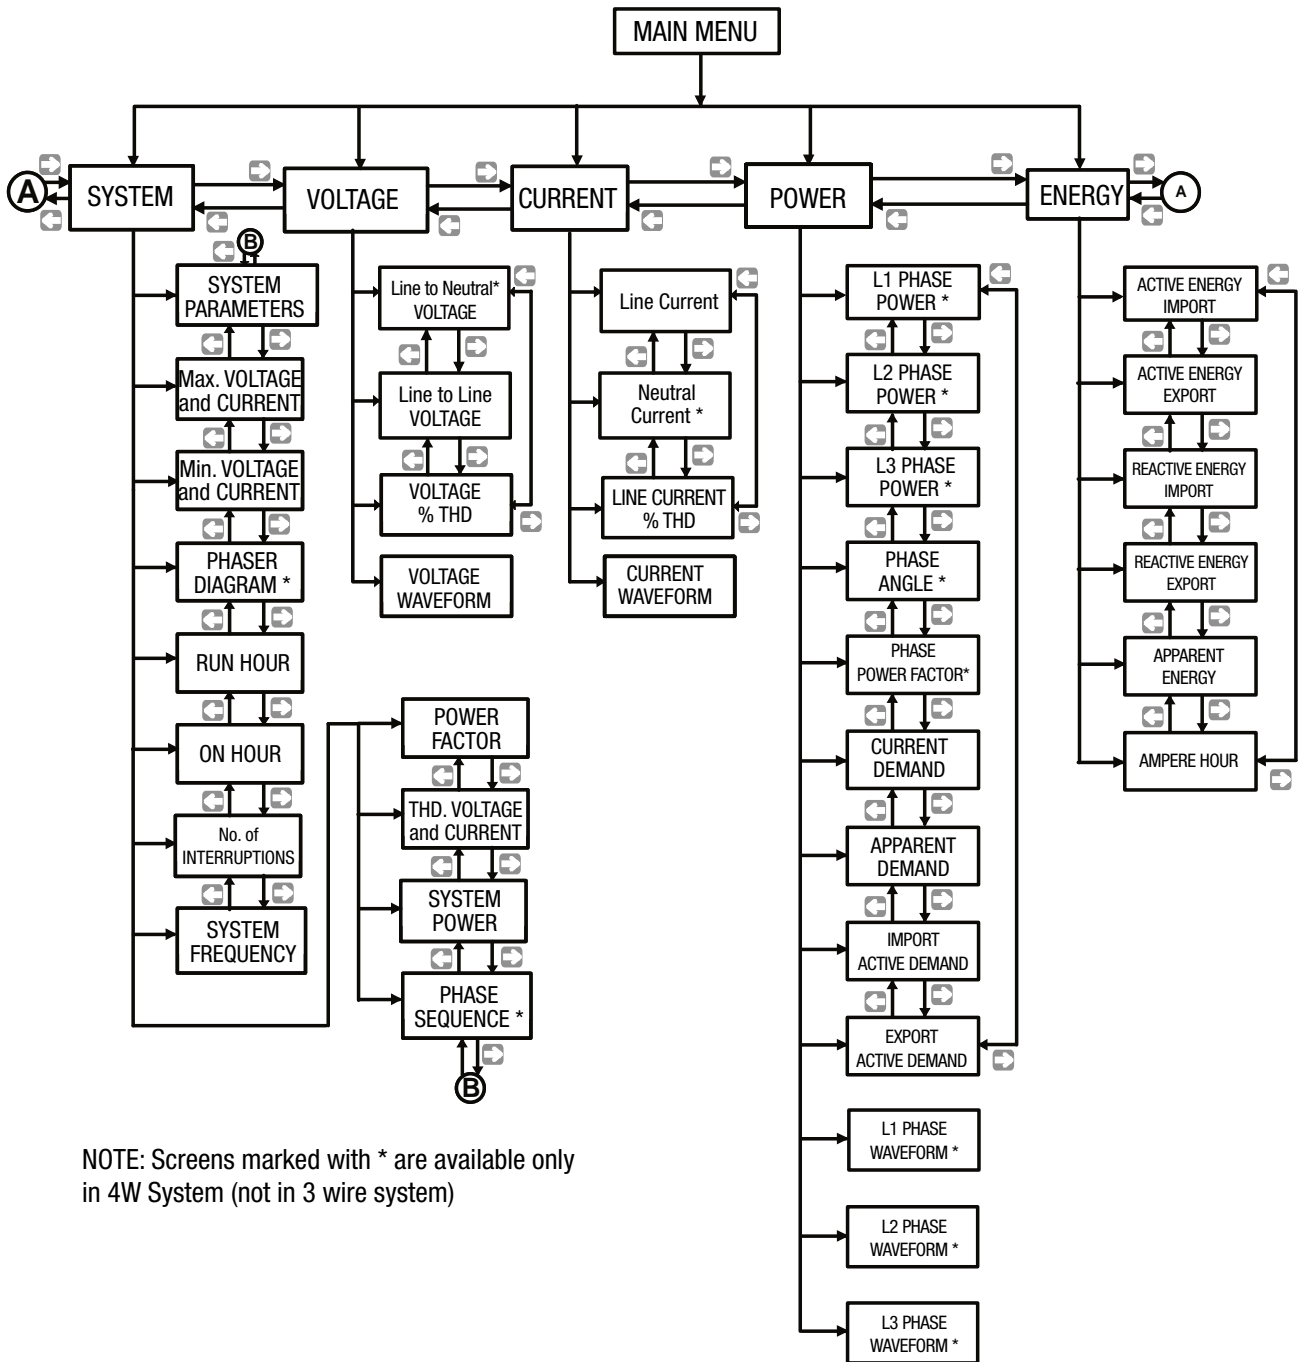 MAIN MENU
A
SYSTEM
VOLTAGE
CURRENT
POWER
ENERGY
A
B
SYSTEM
PARAMETERS
Max. VOLTAGE
and CURRENT
Min. VOLTAGE
and CURRENT
PHASER
DIAGRAM *
RUN HOUR
ON HOUR
No. of
INTERRUPTIONS
SYSTEM
FREQUENCY
POWER
FACTOR
THD. VOLTAGE
and CURRENT
SYSTEM
POWER
PHASE
SEQUENCE *
B
Line to Neutral*
VOLTAGE
Line to Line
VOLTAGE
VOLTAGE
% THD
VOLTAGE
WAVEFORM
Line Current
Neutral
Current *
LINE CURRENT
% THD
CURRENT
WAVEFORM
L1 PHASE
POWER *
L2 PHASE
POWER *
L3 PHASE
POWER *
PHASE
ANGLE *
PHASE
POWER FACTOR*
CURRENT
DEMAND
APPARENT
DEMAND
IMPORT
ACTIVE DEMAND
EXPORT
ACTIVE DEMAND
L1 PHASE
WAVEFORM *
L2 PHASE
WAVEFORM *
L3 PHASE
WAVEFORM *
ACTIVE ENERGY
IMPORT
ACTIVE ENERGY
EXPORT
REACTIVE ENERGY
IMPORT
REACTIVE ENERGY
EXPORT
APPARENT
ENERGY
AMPERE HOUR
NOTE: Screens marked with * are available only
in 4W System (not in 3 wire system)